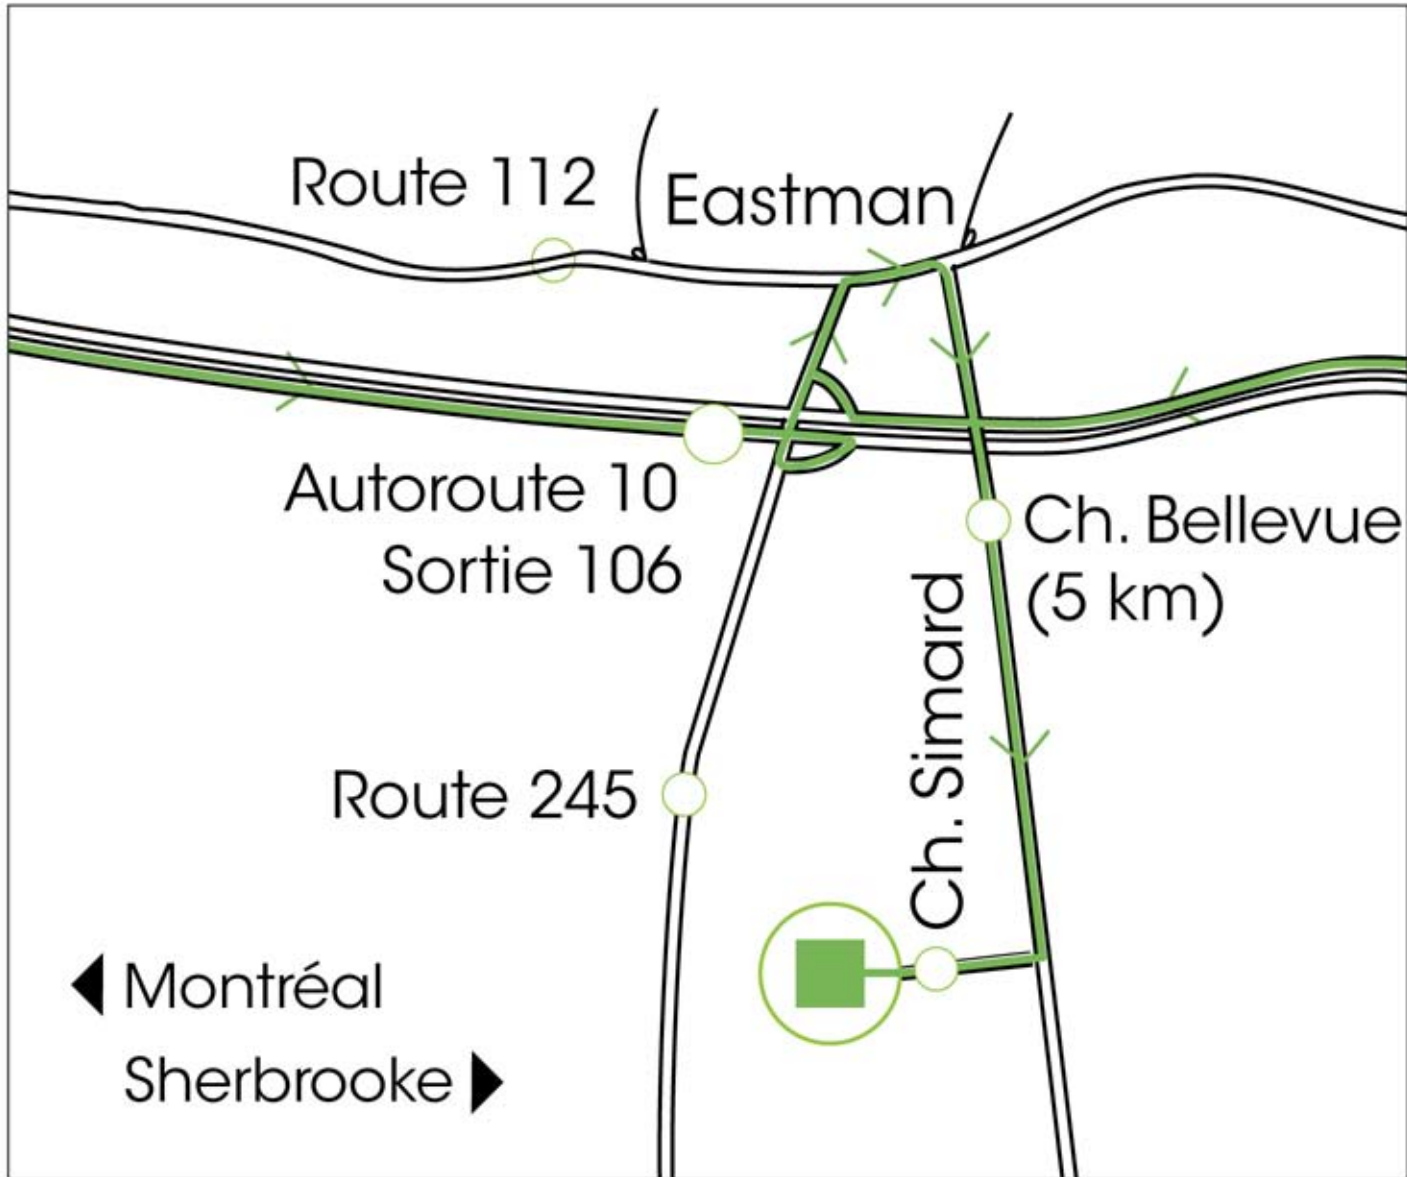 Route 112
Eastman
Autoroute 10
Sortie 106
Ch. Bellevue
(5 km)
Ch. Simard
Route 245
Montréal
Sherbrooke